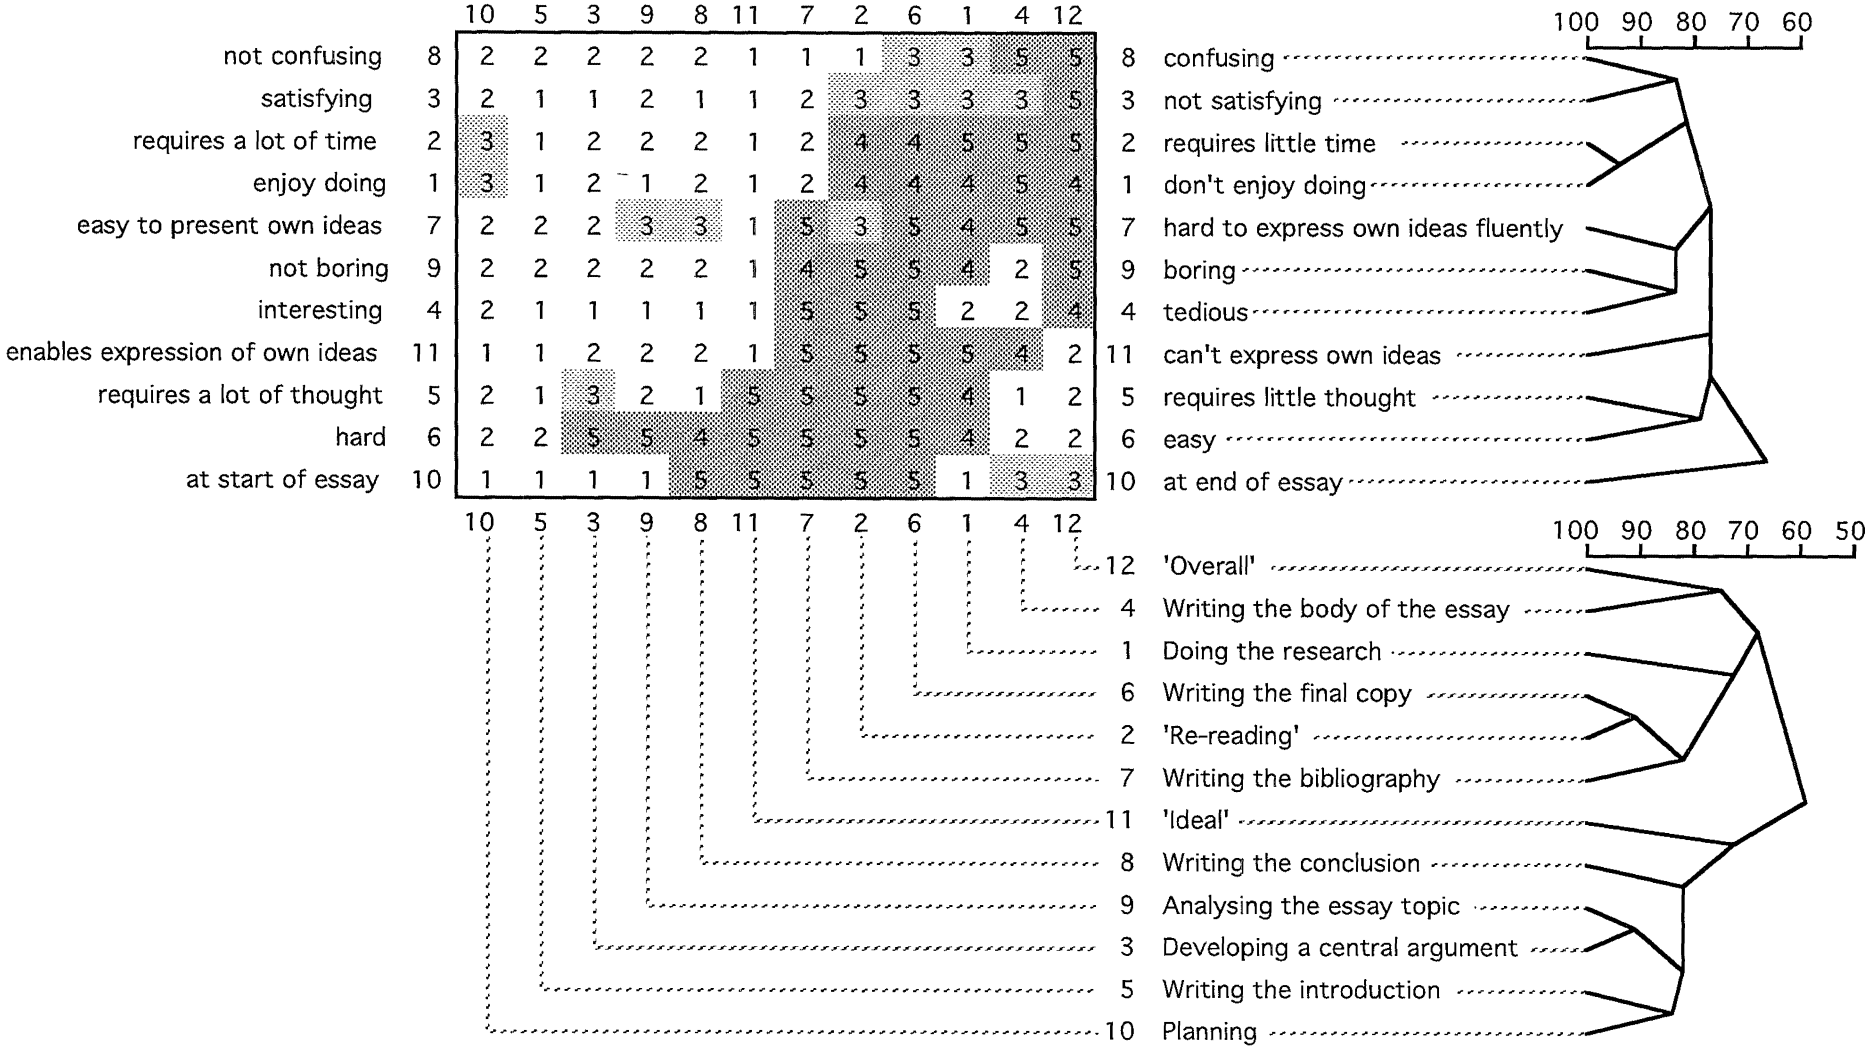 10 5 3 9 8 11 7 2 6 1 4 12 100 90 80 70 60
not confusing 8 2 2 2 2 2 1 1 1 3 3 5 5 8 confusing
satisfying 3 2 1 1 2 1 1 2 3 3 3 3 5 3 not satisfying
requires a lot of time 2 3 1 2 2 2 1 2 4 4 5 5 5 2 requires little time
enjoy doing 1 3 1 2 1 2 1 2 4 4 4 5 4 1 don't enjoy doing
easy to present own ideas 7 2 2 2 3 3 1 5 3 5 4 5 5 7 hard to express own ideas fluently
not boring 9 2 2 2 2 2 1 4 5 5 4 2 5 9 boring
interesting 4 2 1 1 1 1 1 5 5 5 2 2 4 4 tedious
enables expression of own ideas 11 1 1 2 2 2 1 5 5 5 5 4 2 11 can't express own ideas
requires a lot of thought 5 2 1 3 2 1 5 5 5 5 4 1 2 5 requires little thought
hard 6 2 2 5 5 4 5 5 5 5 4 2 2 6 easy
at start of essay 10 1 1 1 1 5 5 5 5 5 1 3 3 10 at end of essay
10 5 3 9 8 11 7 2 6 1 4 12 100 90 80 70 60 50
12 'Overall'
4 Writing the body of the essay
1 Doing the research
6 Writing the final copy
2 'Re-reading'
7 Writing the bibliography
11 'Ideal'
8 Writing the conclusion
9 Analysing the essay topic
3 Developing a central argument
5 Writing the introduction
10 Planning